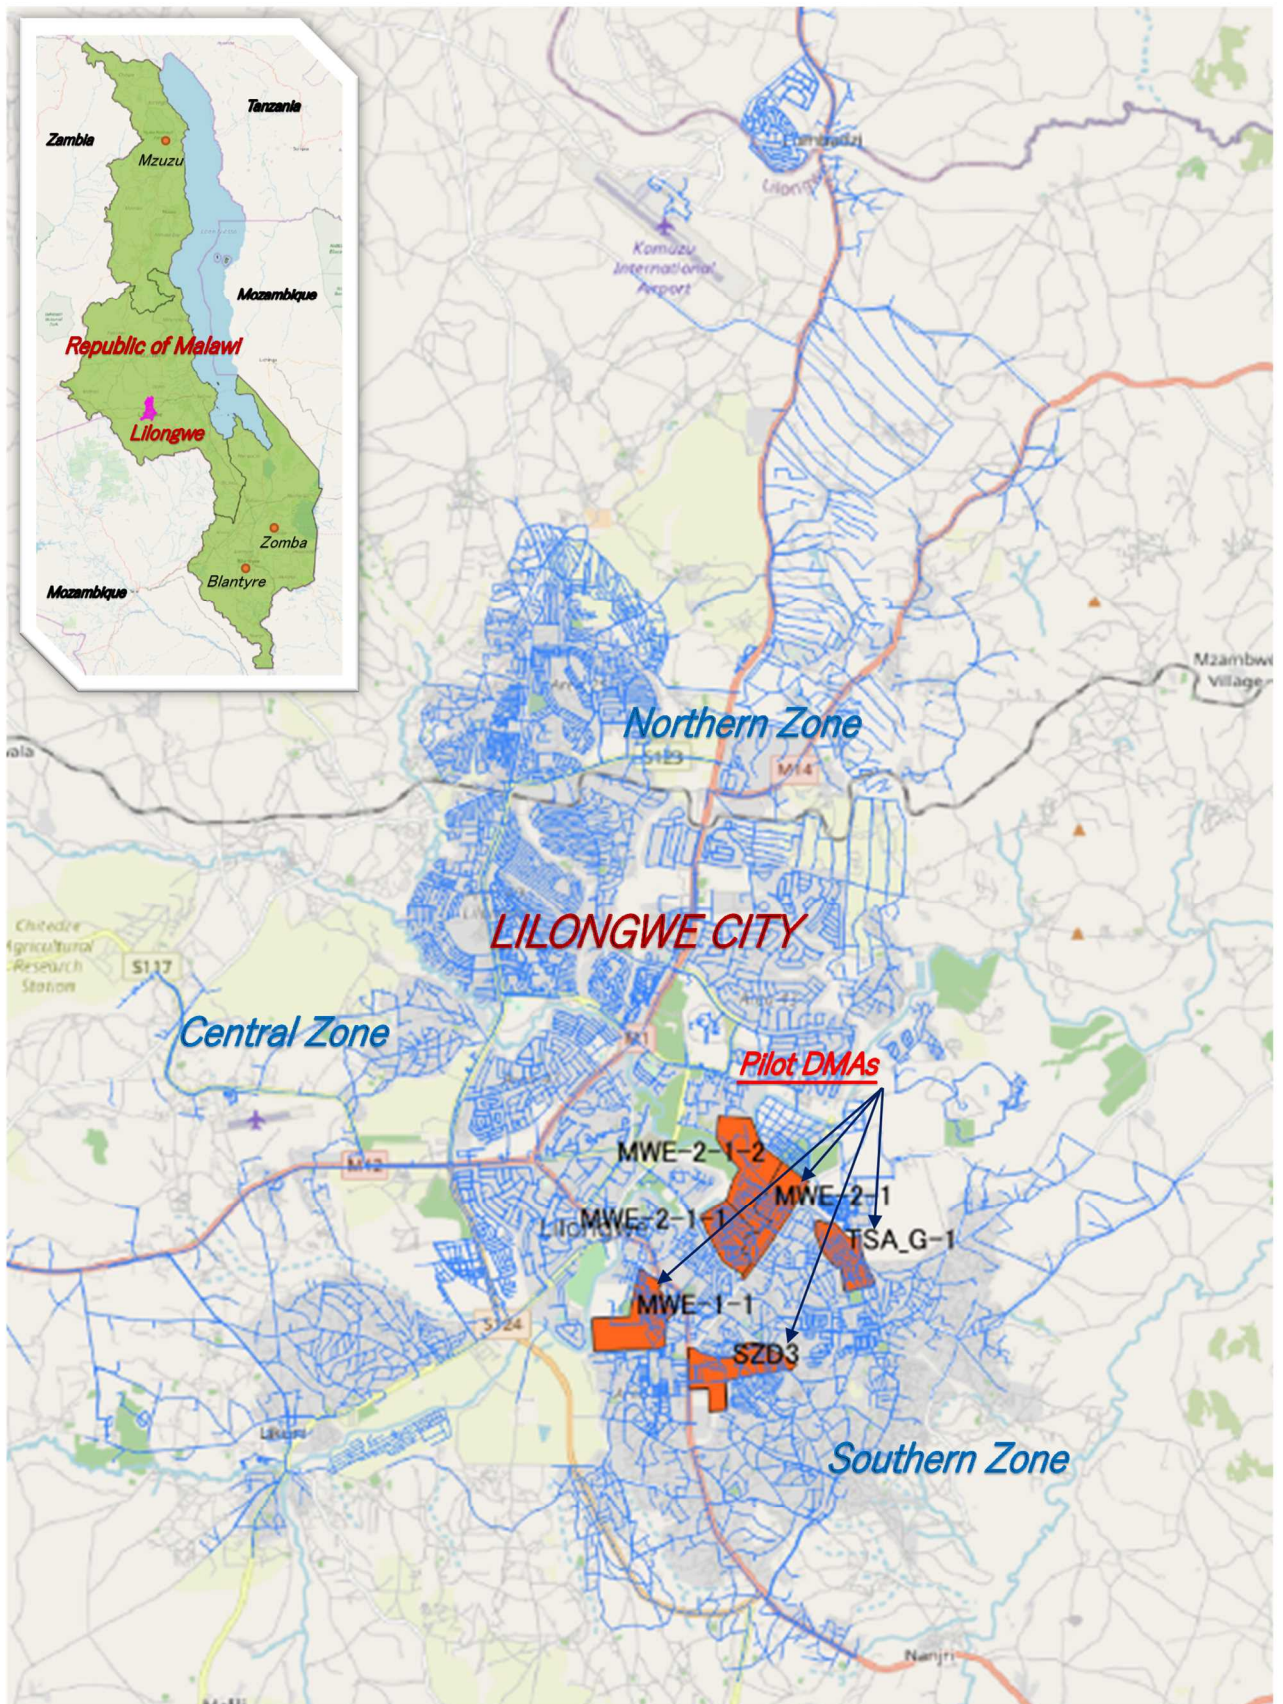 Tanzania
Zambia
Mzuzu
Mozambique
Republic of Malawi
Lilongwe
Zomba
Blantyre
Mozambique
Kamuzu
International
Airport
Mzambwe
Village
Northern Zone
S123
M14
LILONGWE CITY
Chitedze
Agricultural
Research
Station
S117
Central Zone
M1
Pilot DMAs
MWE-2-1-2
M12
MWE-2-1
MWE-2-1-1
Lilongwe
TSA_G-1
MWE-1-1
S124
SZD3
Southern Zone
Nanjiri